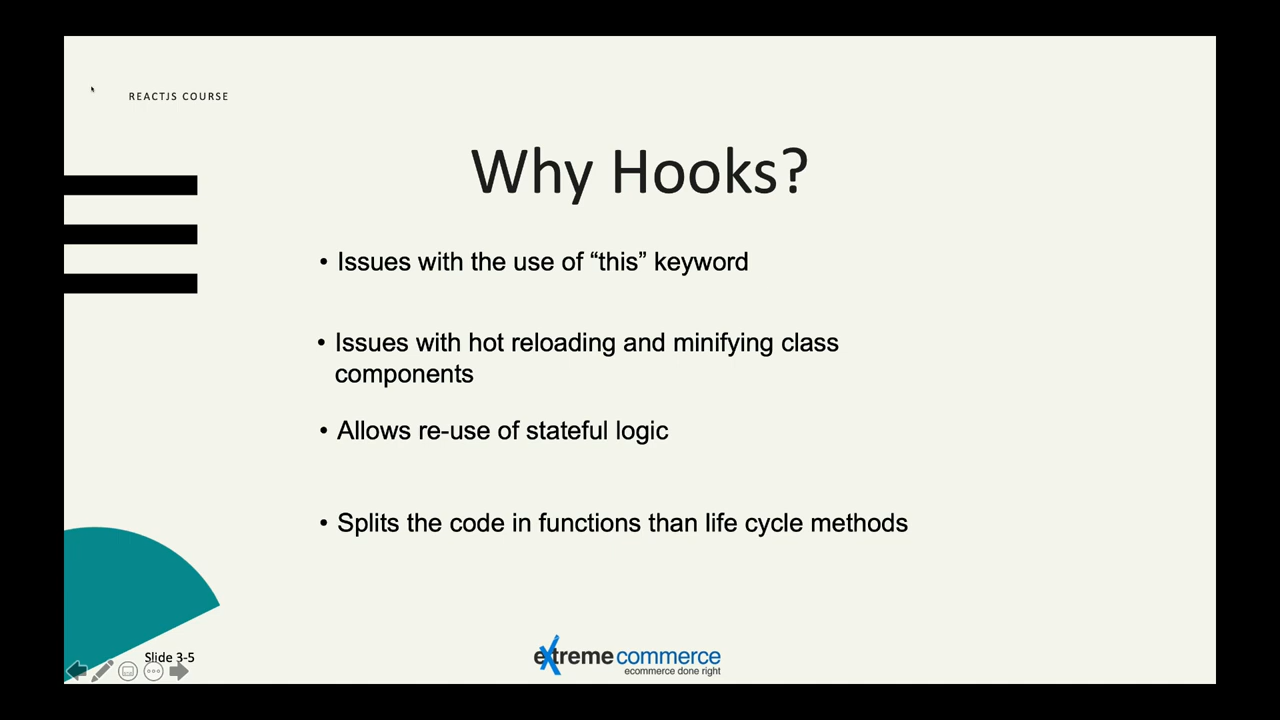 REACTJS COURSE
Why Hooks?
• Issues with the use of “this” keyword
• Issues with hot reloading and minifying class
components
• Allows re-use of stateful logic
• Splits the code in functions than life cycle methods
Slide 3-5
extreme commerce
ecommerce done right